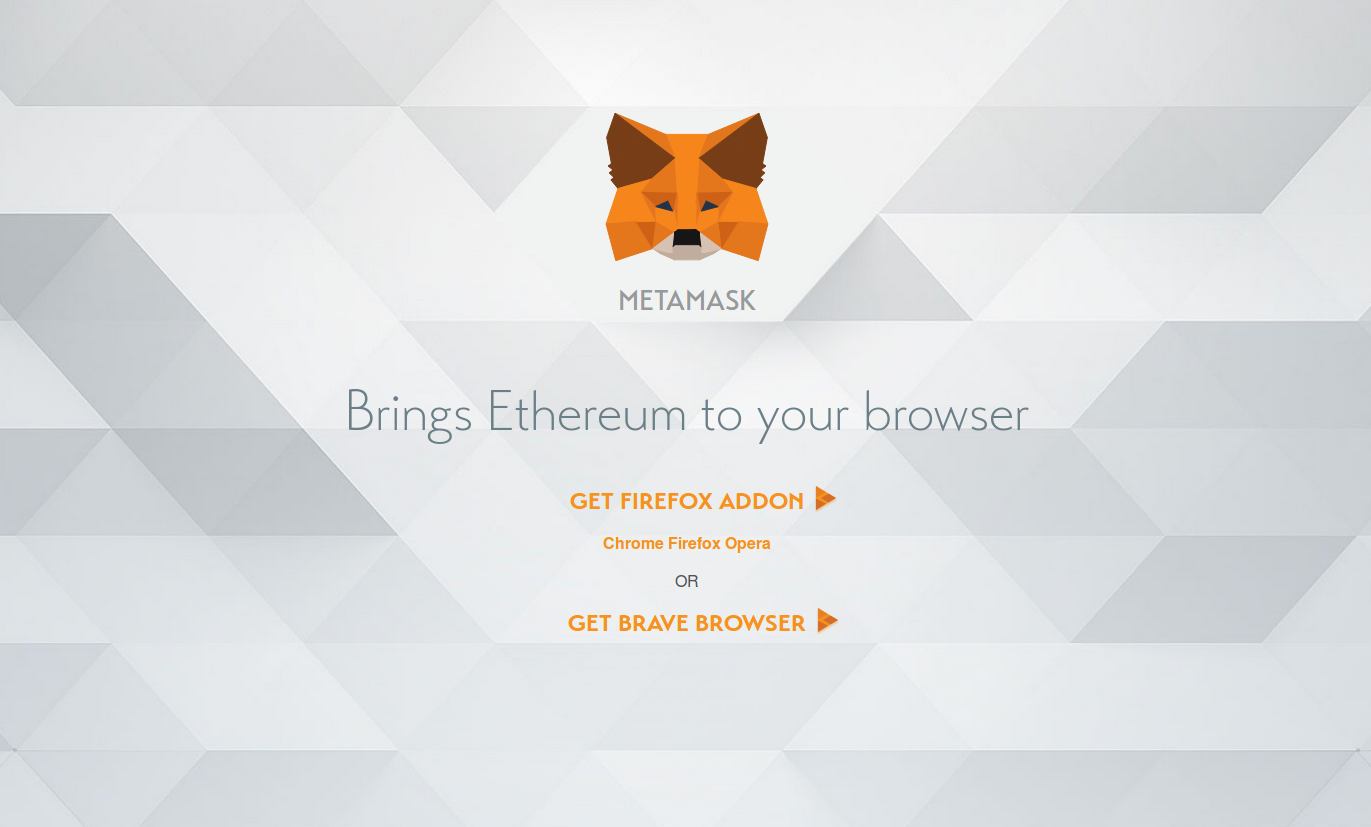 METAMASK
Brings Ethereum to your browser
GET FIREFOX ADDON
Chrome Firefox Opera
OR
GET BRAVE BROWSER